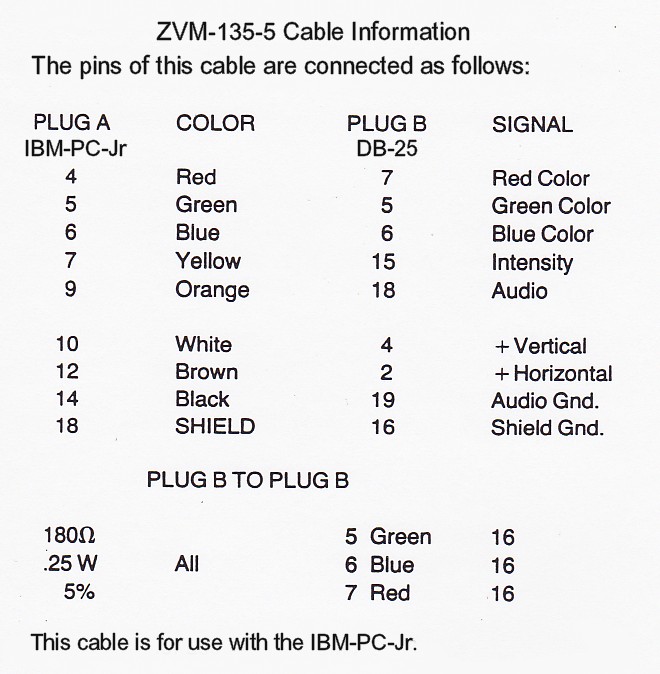 ZVM-135-5 Cable Information
The pins of this cable are connected as follows:
PLUG A COLOR PLUG B SIGNAL
IBM-PC-Jr DB-25
4 Red 7 Red Color
5 Green 5 Green Color
6 Blue 6 Blue Color
7 Yellow 15 Intensity
9 Orange 18 Audio
10 White 4 + Vertical
12 Brown 2 + Horizontal
14 Black 19 Audio Gnd.
18 SHIELD 16 Shield Gnd.
PLUG B TO PLUG B
180Ω 5 Green 16
.25 W All 6 Blue 16
5% 7 Red 16
This cable is for use with the IBM-PC-Jr.